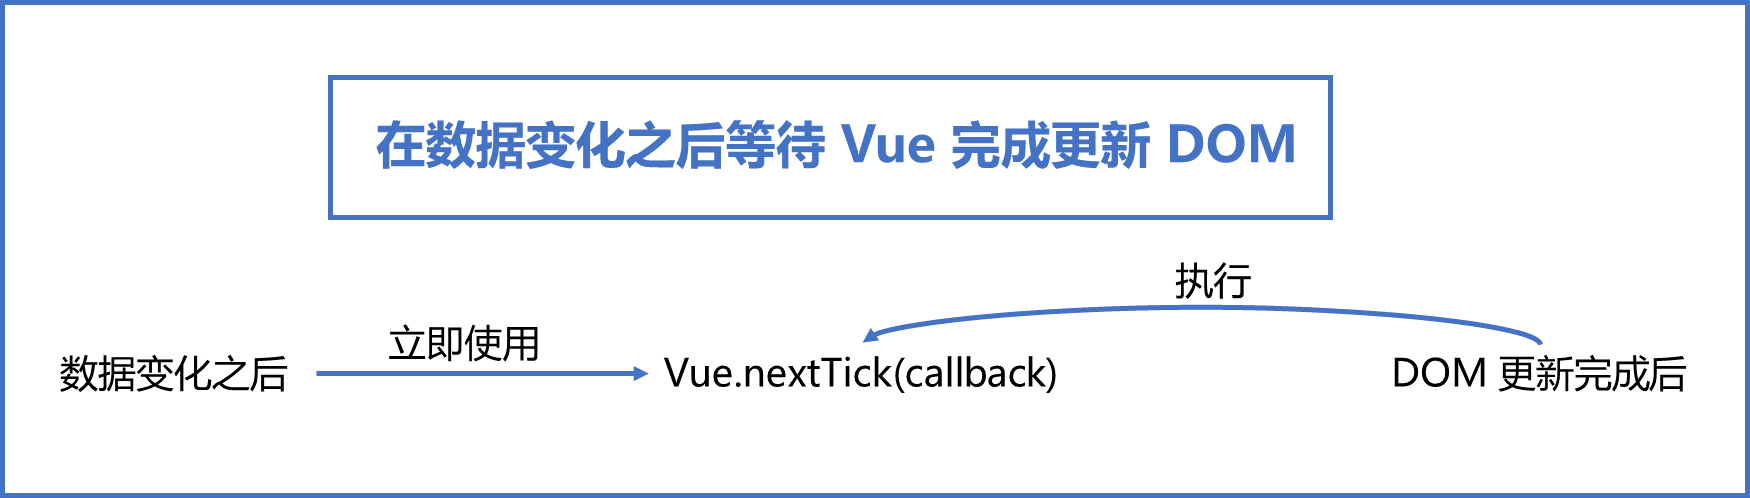 在数据变化之后等待 Vue 完成更新 DOM
执行
立即使用
数据变化之后
Vue.nextTick(callback)
DOM 更新完成后